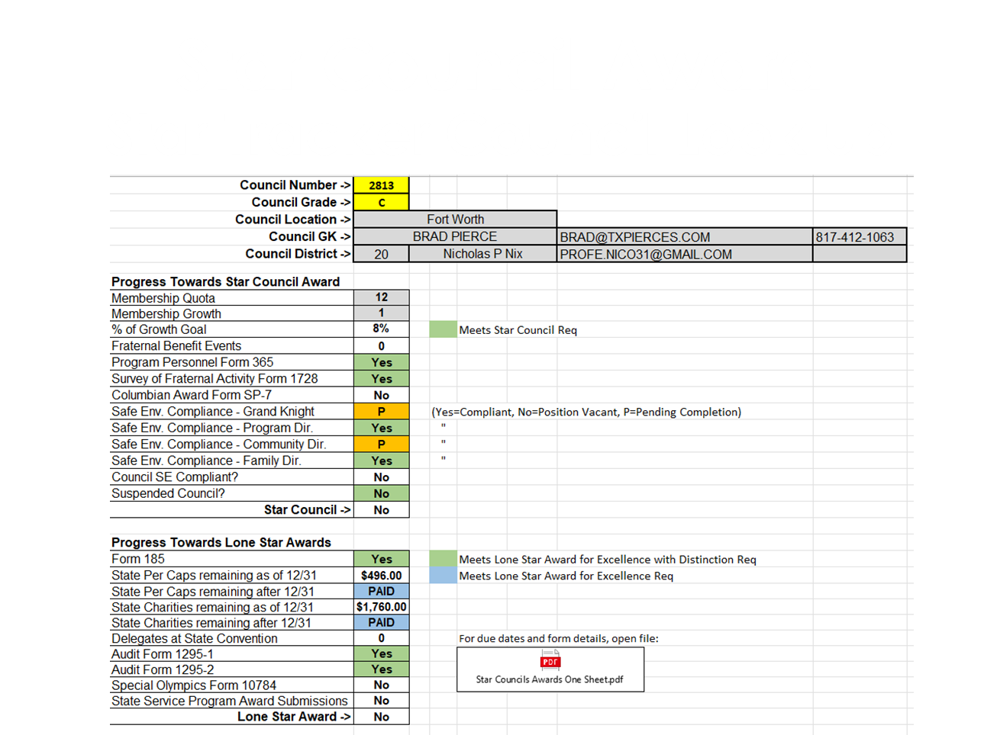 Council Number -> 2813
Council Grade -> C
Council Location -> Fort Worth
Council GK -> BRAD PIERCE BRAD@TXPIERCES.COM 817-412-1063
Council District -> 20 Nicholas P Nix PROFE.NICO31@GMAIL.COM
Progress Towards Star Council Award
Membership Quota 12
Membership Growth 1
% of Growth Goal 8% Meets Star Council Req
Fraternal Benefit Events 0
Program Personnel Form 365 Yes
Survey of Fraternal Activity Form 1728 Yes
Columbian Award Form SP-7 No
Safe Env. Compliance - Grand Knight P (Yes=Compliant, No=Position Vacant, P=Pending Completion)
Safe Env. Compliance - Program Dir. Yes "
Safe Env. Compliance - Community Dir. P "
Safe Env. Compliance - Family Dir. Yes "
Council SE Compliant? No
Suspended Council? No
Star Council -> No
Progress Towards Lone Star Awards
Form 185 Yes Meets Lone Star Award for Excellence with Distinction Req
State Per Caps remaining as of 12/31 $496.00 Meets Lone Star Award for Excellence Req
State Per Caps remaining after 12/31 PAID
State Charities remaining as of 12/31 $1,760.00
State Charities remaining after 12/31 PAID
Delegates at State Convention 0 For due dates and form details, open file:
Audit Form 1295-1 Yes PDF
Audit Form 1295-2 Yes Star Councils Awards One Sheet.pdf
Special Olympics Form 10784 No
State Service Program Award Submissions No
Lone Star Award -> No